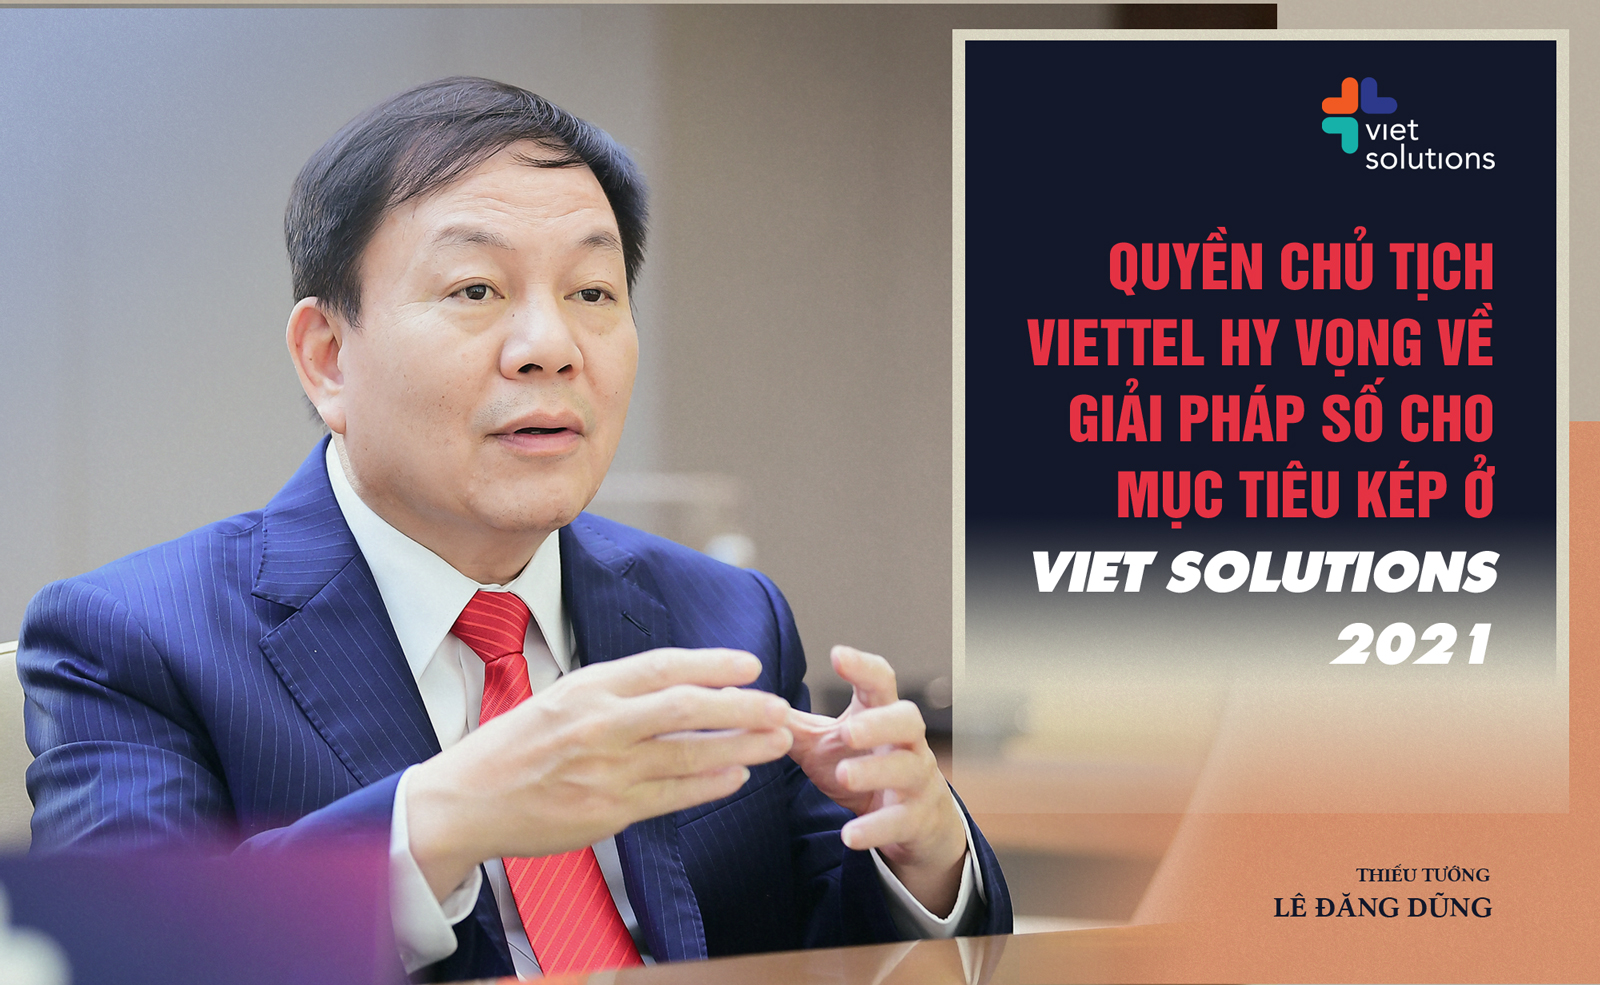 viet
solutions
QUYỀN CHỦ TỊCH
VIETTEL HY VỌNG VỀ
GIẢI PHÁP SỐ CHO
MỤC TIÊU KÉP Ở
VIET SOLUTIONS
2021
THIẾU TƯỚNG
LÊ ĐĂNG DŨNG